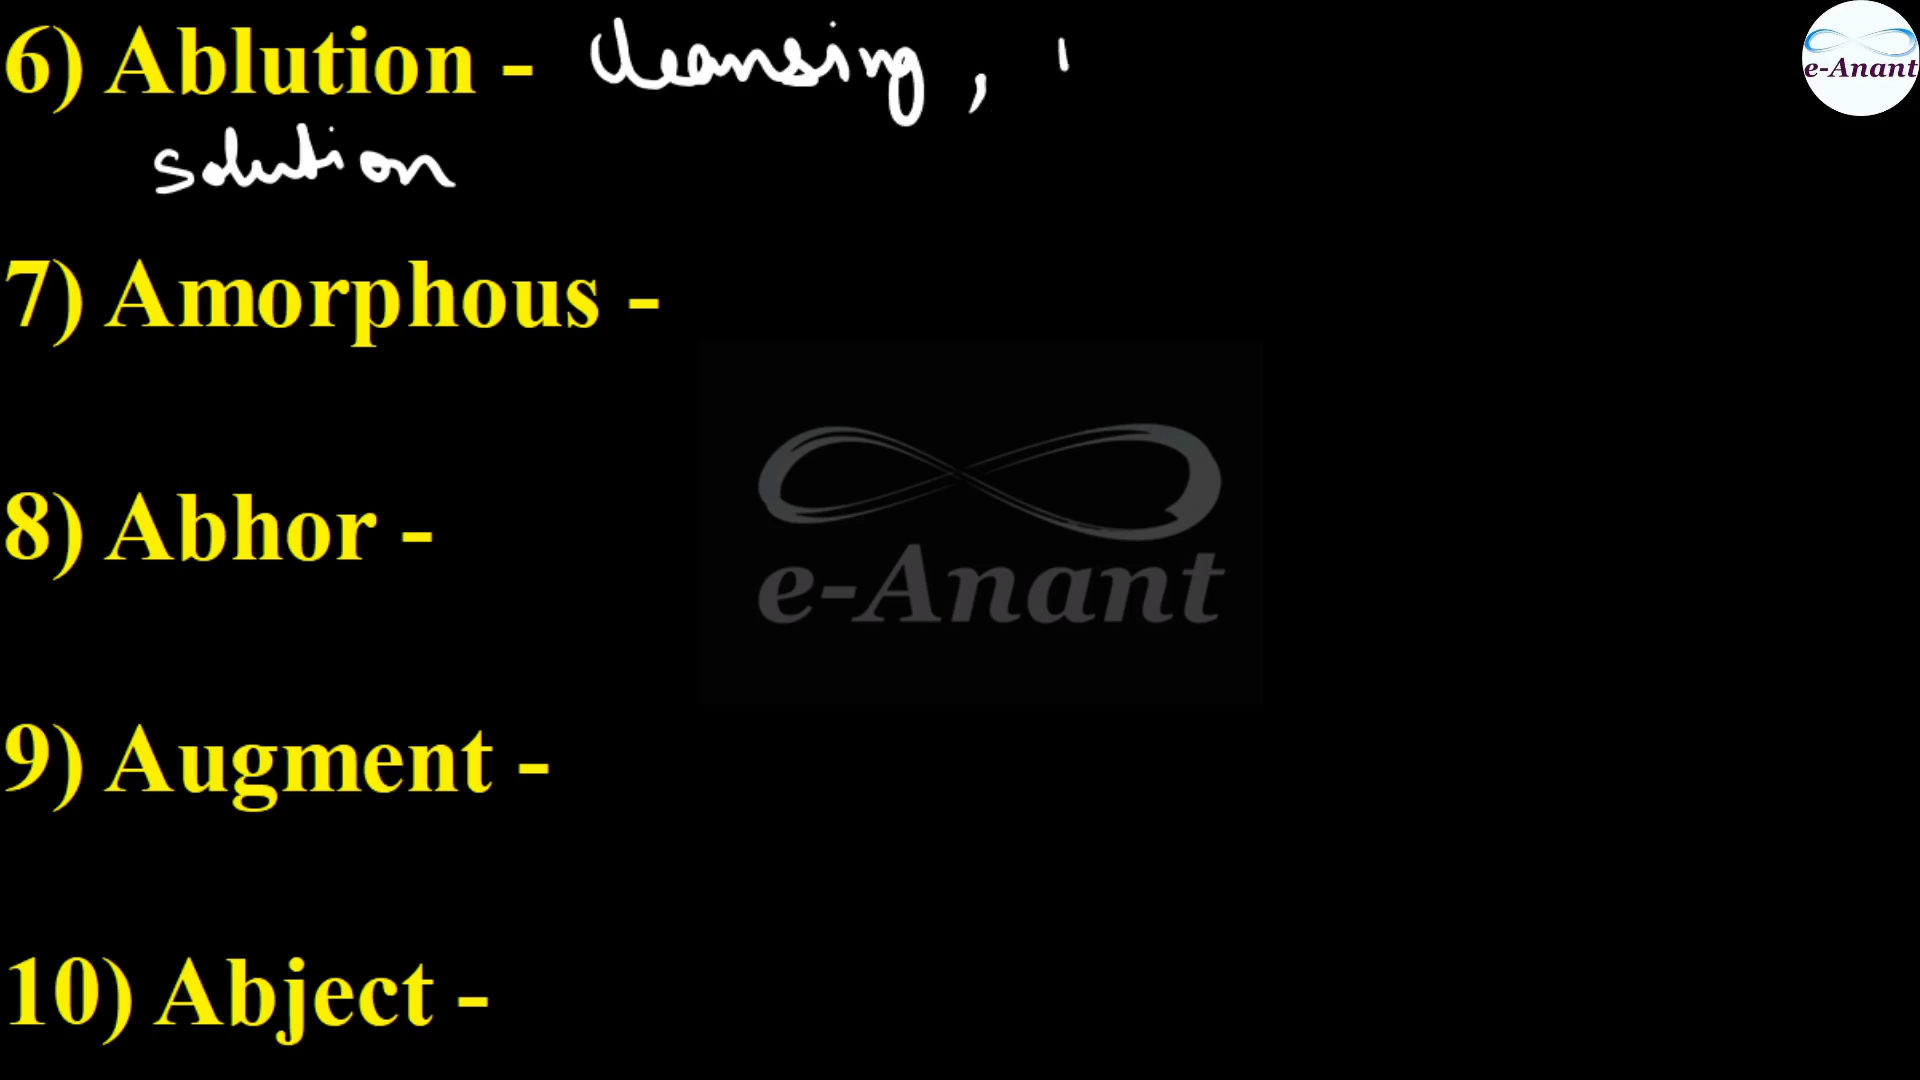 6) Ablution - cleansing,
solution
7) Amorphous -
8) Abhor -
9) Augment -
10) Abject -
e-Anant
e-Anant